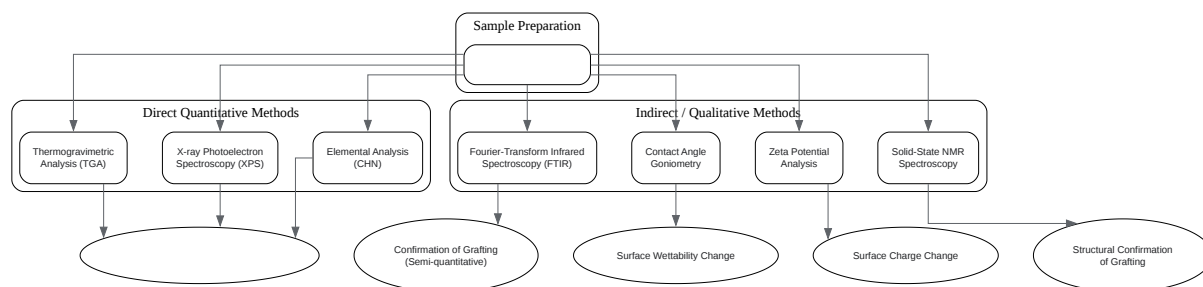 Sample Preparation
Direct Quantitative Methods
Indirect / Qualitative Methods
Thermogravimetric
Analysis (TGA)
X-ray Photoelectron
Spectroscopy (XPS)
Elemental Analysis
(CHN)
Fourier-Transform Infrared
Spectroscopy (FTIR)
Contact Angle
Goniometry
Zeta Potential
Analysis
Solid-State NMR
Spectroscopy
Confirmation of Grafting
(Semi-quantitative)
Surface Wettability Change
Surface Charge Change
Structural Confirmation
of Grafting